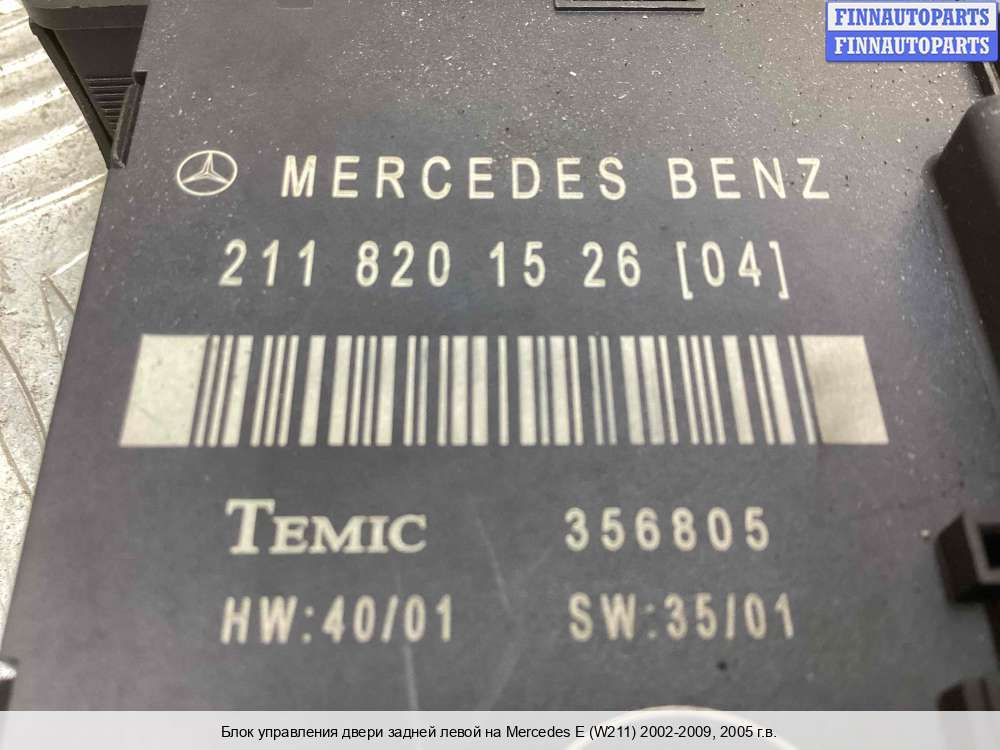 FINNAUTOPARTS
FINNAUTOPARTS
MERCEDES BENZ
211 820 15 26 [04]
TEMIC 356805
HW:40/01 SW:35/01
Блок управления двери задней левой на Mercedes E (W211) 2002-2009, 2005 г.в.